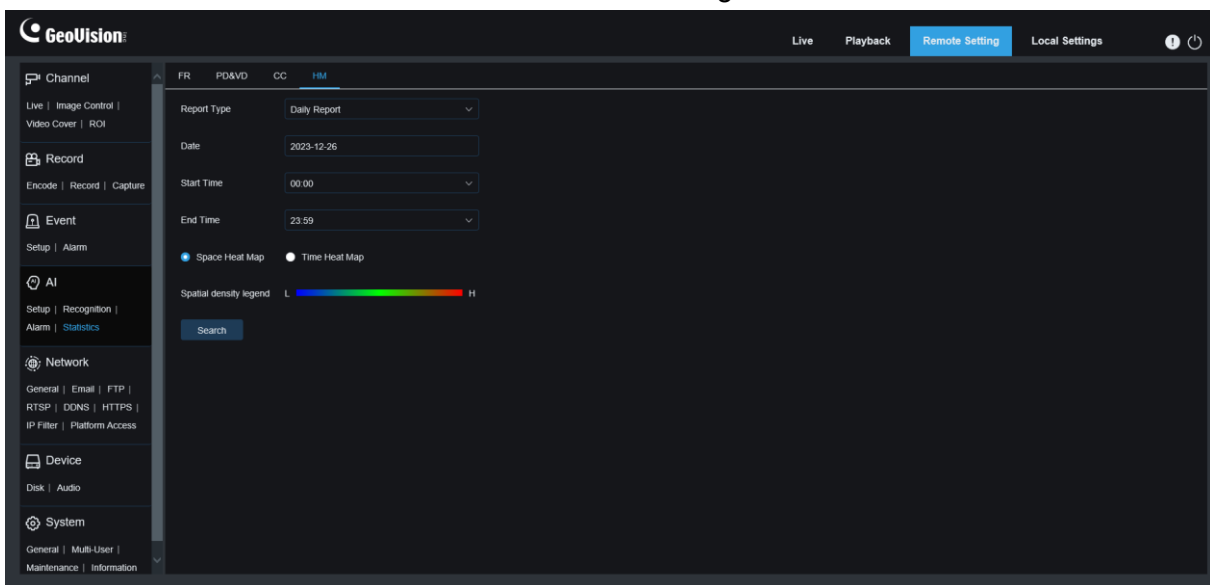 GeoVision
Live Playback Remote Setting Local Settings
Channel
Live | Image Control |
Video Cover | ROI
Record
Encode | Record | Capture
Event
Setup | Alarm
AI
Setup | Recognition |
Alarm | Statistics
Network
General | Email | FTP |
RTSP | DDNS | HTTPS |
IP Filter | Platform Access
Device
Disk | Audio
System
General | Multi-User |
Maintenance | Information
FR PD&VD CC HM
Report Type Daily Report
Date 2023-12-26
Start Time 00:00
End Time 23:59
Space Heat Map Time Heat Map
Spatial density legend L H
Search